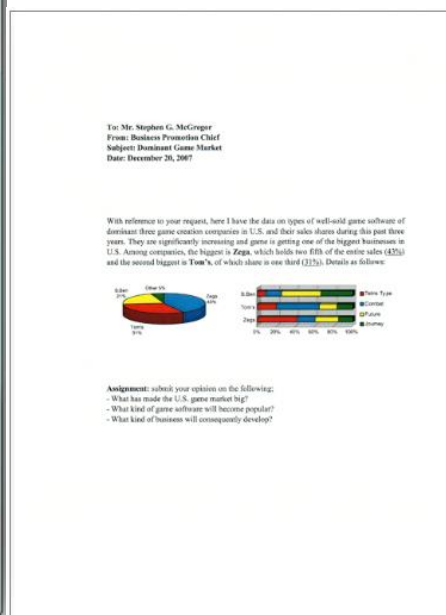 To: Mr. Stephen G. McGregor
From: Business Promotion Chief
Subject: Dominant Game Market
Date: December 20, 2007
With reference to your request, here I have the data on types of well-sold game software of
dominant three game creation companies in U.S. and their sales shares during this past three
years. They are significantly increasing and game is getting one of the biggest businesses in
U.S. Among companies, the biggest is Zega, which holds two fifth of the entire sales (43%)
and the second biggest is Tom's, of which share is one third (31%). Details as follows:
Other 5%
S.Ben
21%
Zega
43%
Tom's
31%
S.Ben
Tom's
Zega
0% 20% 40% 60% 80% 100%
Tetris Type
Combat
Future
Journey
Assignment: submit your opinion on the following;
- What has made the U.S. game market big?
- What kind of game software will become popular?
- What kind of business will consequently develop?